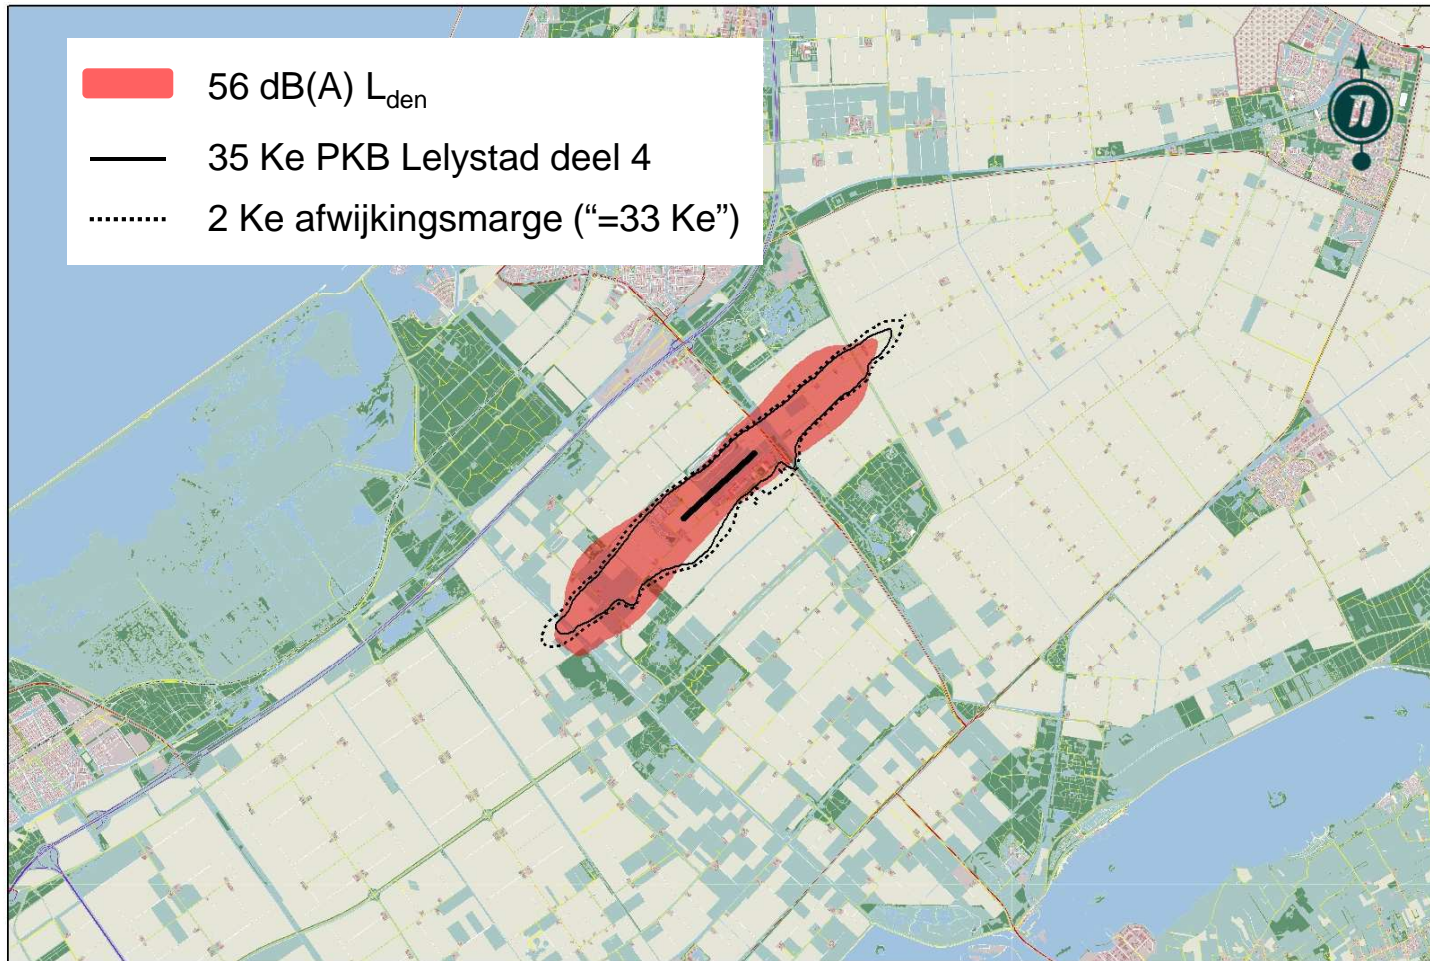 56 dB(A) Lden
35 Ke PKB Lelystad deel 4
2 Ke afwijkingsmarge (“=33 Ke”)